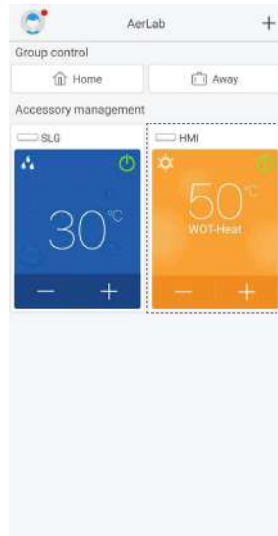 AerLab +
Group control
Home
Away
Accessory management
SLG
HMI
30°C
50°C
WOT-Heat
− +
− +